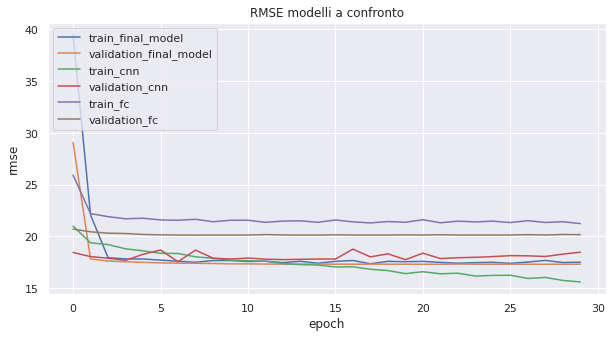 RMSE modelli a confronto
40
35
30
25
20
15
rmse
train_final_model
validation_final_model
train_cnn
validation_cnn
train_fc
validation_fc
0 5 10 15 20 25 30
epoch